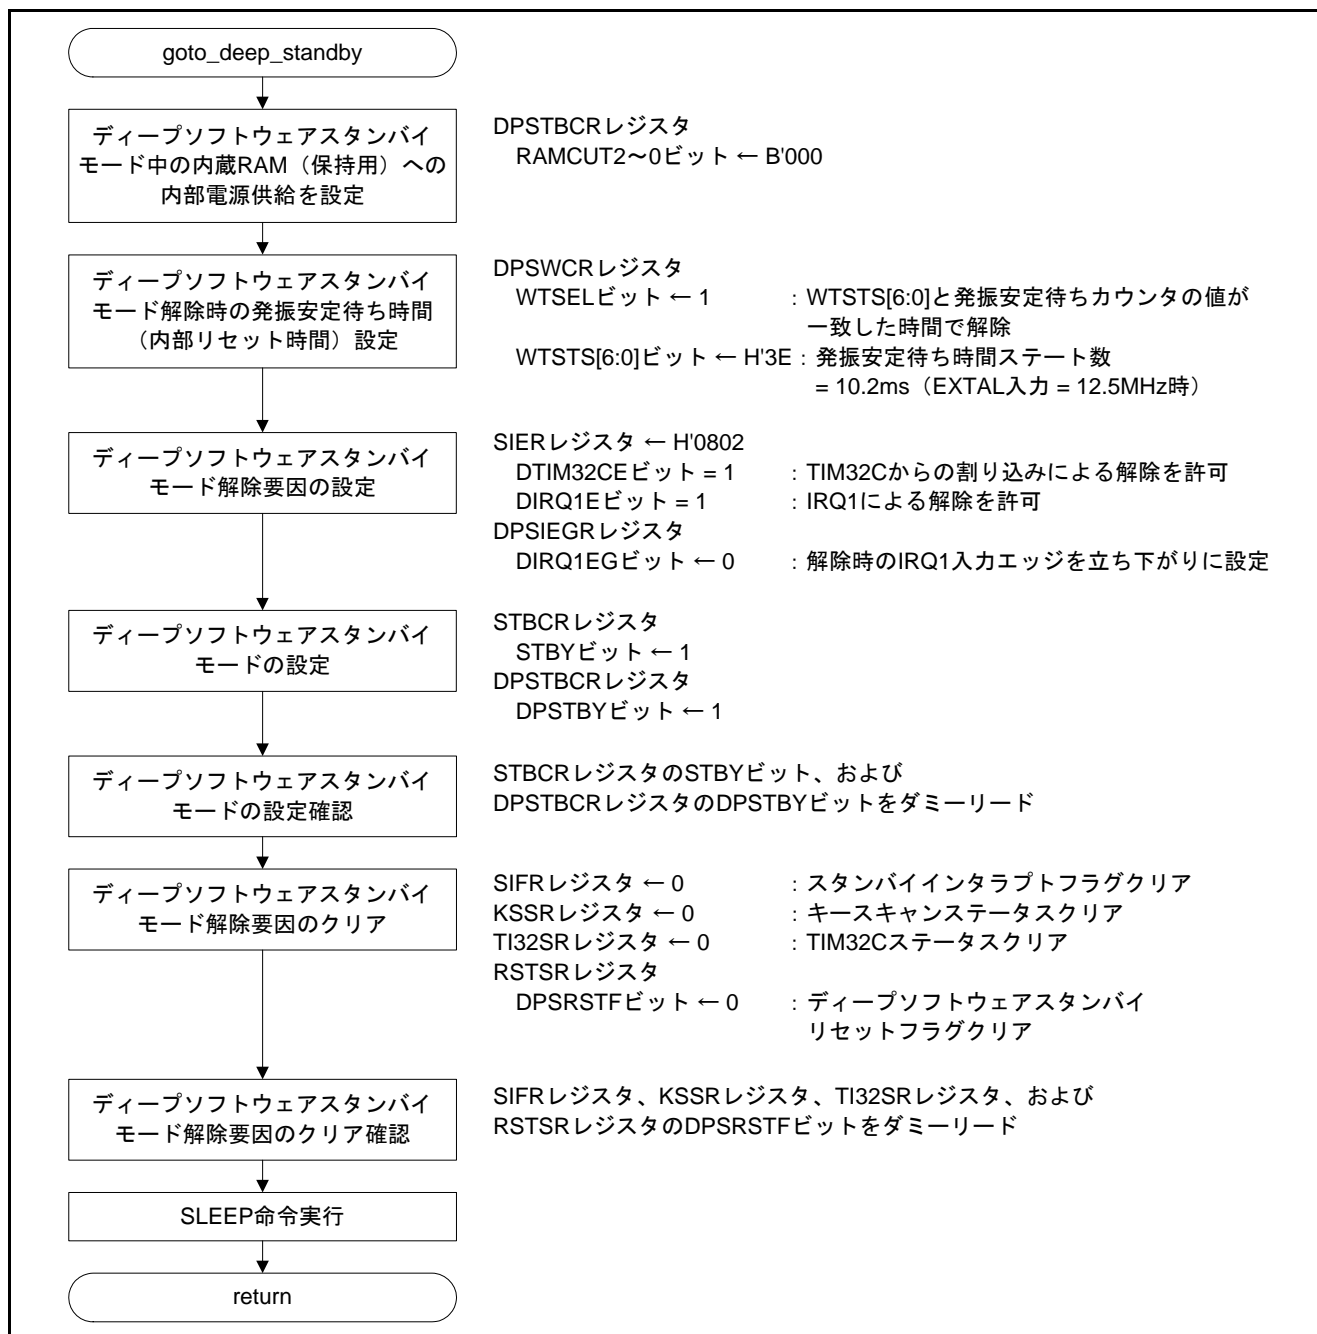 goto_deep_standby
ディープソフトウェアスタンバイ
モード中の内蔵RAM（保持用）への
内部電源供給を設定
DPSTBCRレジスタ
RAMCUT2～0ビット ← B'000
ディープソフトウェアスタンバイ
モード解除時の発振安定待ち時間
（内部リセット時間）設定
DPSWCRレジスタ
WTSELビット ← 1 : WTSTS[6:0]と発振安定待ちカウンタの値が
一致した時間で解除
WTSTS[6:0]ビット ← H'3E : 発振安定待ち時間ステート数
= 10.2ms（EXTAL入力 = 12.5MHz時）
ディープソフトウェアスタンバイ
モード解除要因の設定
SIERレジスタ ← H'0802
DTIM32CEビット = 1 : TIM32Cからの割り込みによる解除を許可
DIRQ1Eビット = 1 : IRQ1による解除を許可
DPSIEGRレジスタ
DIRQ1EGビット ← 0 : 解除時のIRQ1入力エッジを立ち下がりに設定
ディープソフトウェアスタンバイ
モードの設定
STBCRレジスタ
STBYビット ← 1
DPSTBCRレジスタ
DPSTBYビット ← 1
ディープソフトウェアスタンバイ
モードの設定確認
STBCRレジスタのSTBYビット、および
DPSTBCRレジスタのDPSTBYビットをダミーリード
ディープソフトウェアスタンバイ
モード解除要因のクリア
SIFRレジスタ ← 0 : スタンバイインタラプトフラグクリア
KSSRレジスタ ← 0 : キースキャンステータスクリア
TI32SRレジスタ ← 0 : TIM32Cステータスクリア
RSTSRレジスタ
DPSRSTFビット ← 0 : ディープソフトウェアスタンバイ
リセットフラグクリア
ディープソフトウェアスタンバイ
モード解除要因のクリア確認
SIFRレジスタ、KSSRレジスタ、TI32SRレジスタ、および
RSTSRレジスタのDPSRSTFビットをダミーリード
SLEEP命令実行
return